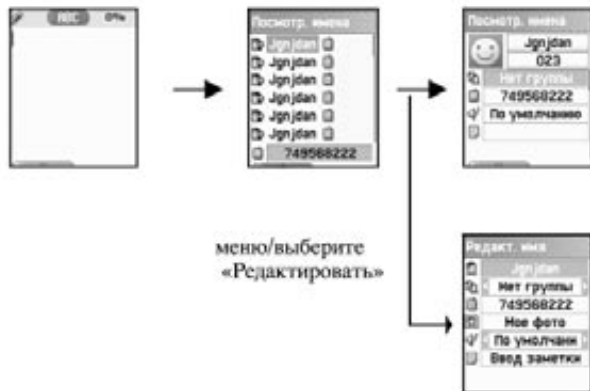 ABC 0%
Посмотр. имена
Jgnjdan
Jgnjdan
Jgnjdan
Jgnjdan
Jgnjdan
Jgnjdan
749568222
Посмотр. имена
Jgnjdan
023
Нет группы
749568222
По умолчанию
меню/выберите
«Редактировать»
Редакт. имя
Jgnjdan
Нет группы
749568222
Мое фото
По умолчани
Ввод заметки